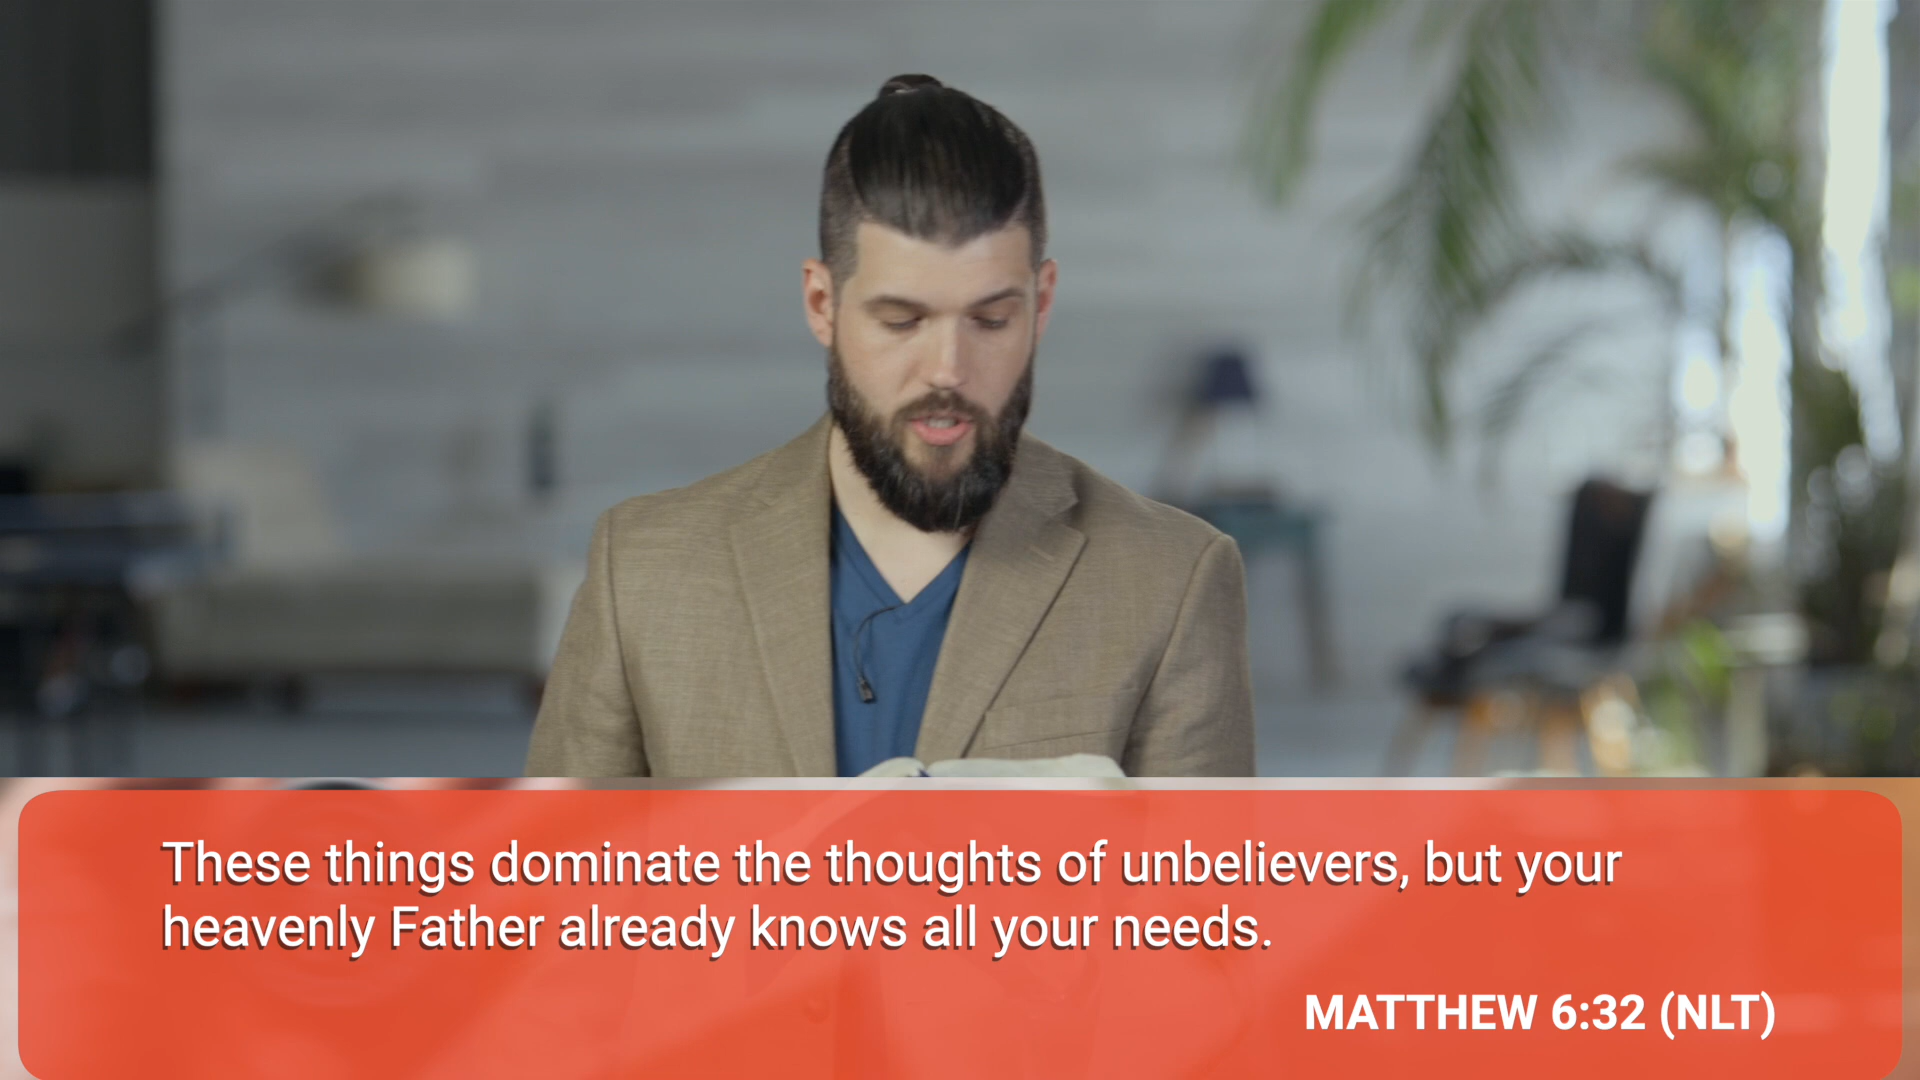 These things dominate the thoughts of unbelievers, but your
heavenly Father already knows all your needs.
MATTHEW 6:32 (NLT)